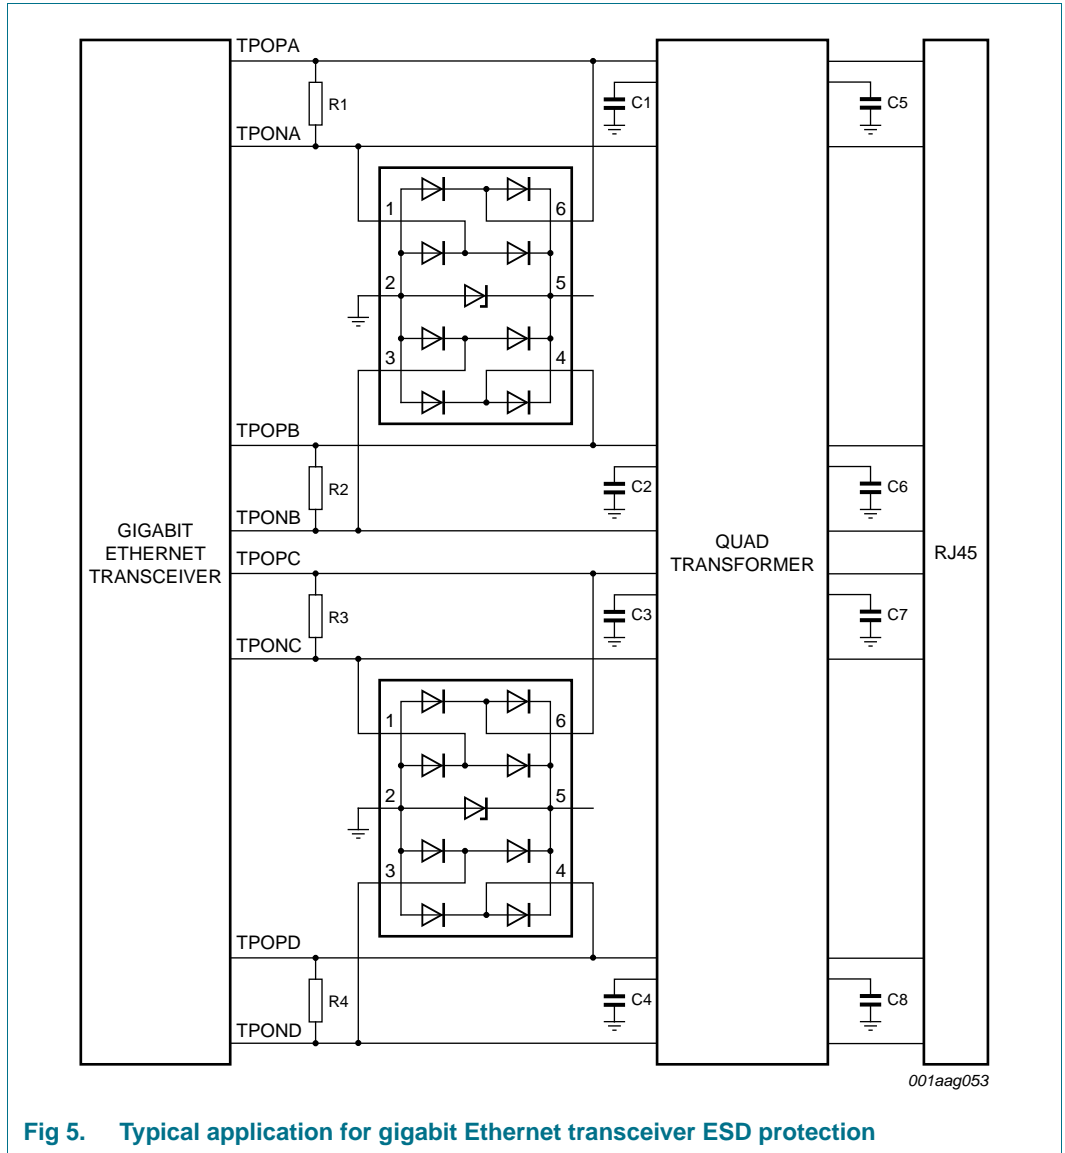 TPOPA
R1
C1
C5
TPONA
1
6
2
5
3
4
TPOPB
R2
C2
C6
TPONB
GIGABIT
ETHERNET
TRANSCEIVER
QUAD
TRANSFORMER
RJ45
TPOPC
R3
C3
C7
TPONC
1
6
2
5
3
4
TPOPD
R4
C4
C8
TPOND
001aag053
Fig 5. Typical application for gigabit Ethernet transceiver ESD protection